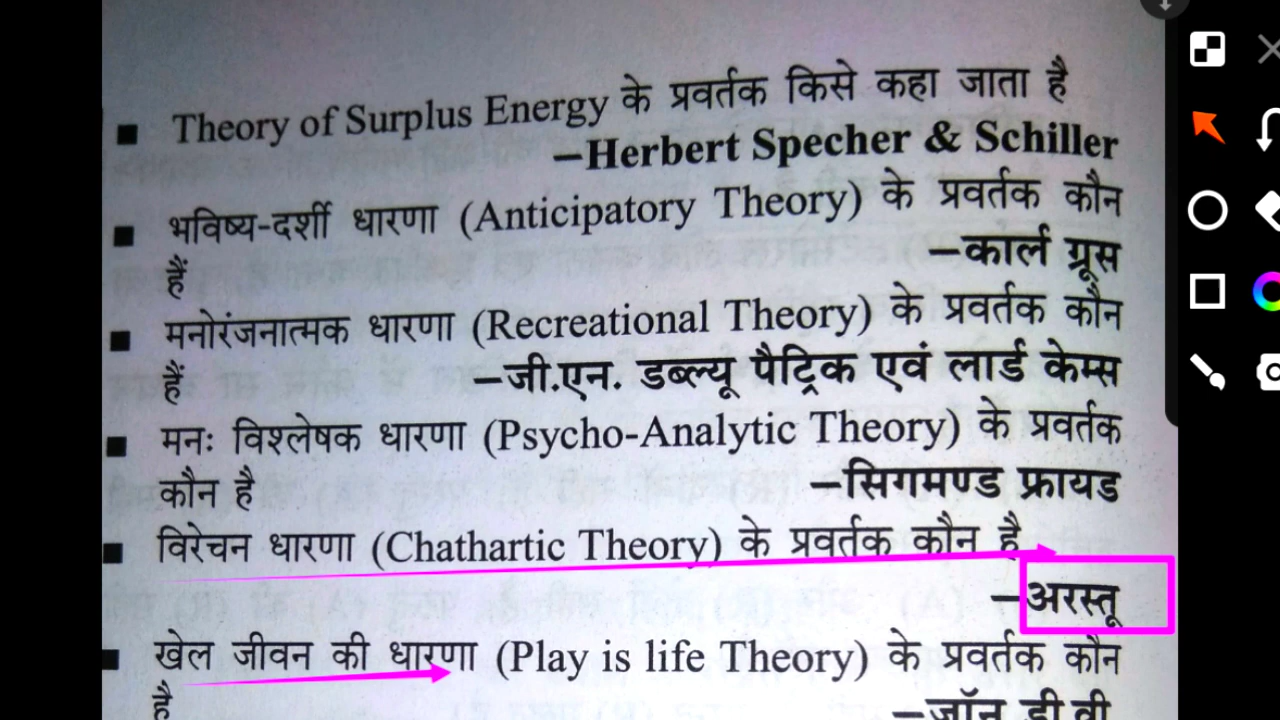 ■ Theory of Surplus Energy के प्रवर्तक किसे कहा जाता है
–Herbert Specher & Schiller
■ भविष्य-दर्शी धारणा (Anticipatory Theory) के प्रवर्तक कौन
हैं –कार्ल ग्रूस
■ मनोरंजनात्मक धारणा (Recreational Theory) के प्रवर्तक कौन
हैं –जी.एन. डब्ल्यू पैट्रिक एवं लार्ड केम्स
■ मनः विश्लेषक धारणा (Psycho-Analytic Theory) के प्रवर्तक
कौन है –सिगमण्ड फ्रायड
■ विरेचन धारणा (Chathartic Theory) के प्रवर्तक कौन है
–अरस्तू
■ खेल जीवन की धारणा (Play is life Theory) के प्रवर्तक कौन
है –जॉन डी.वी.